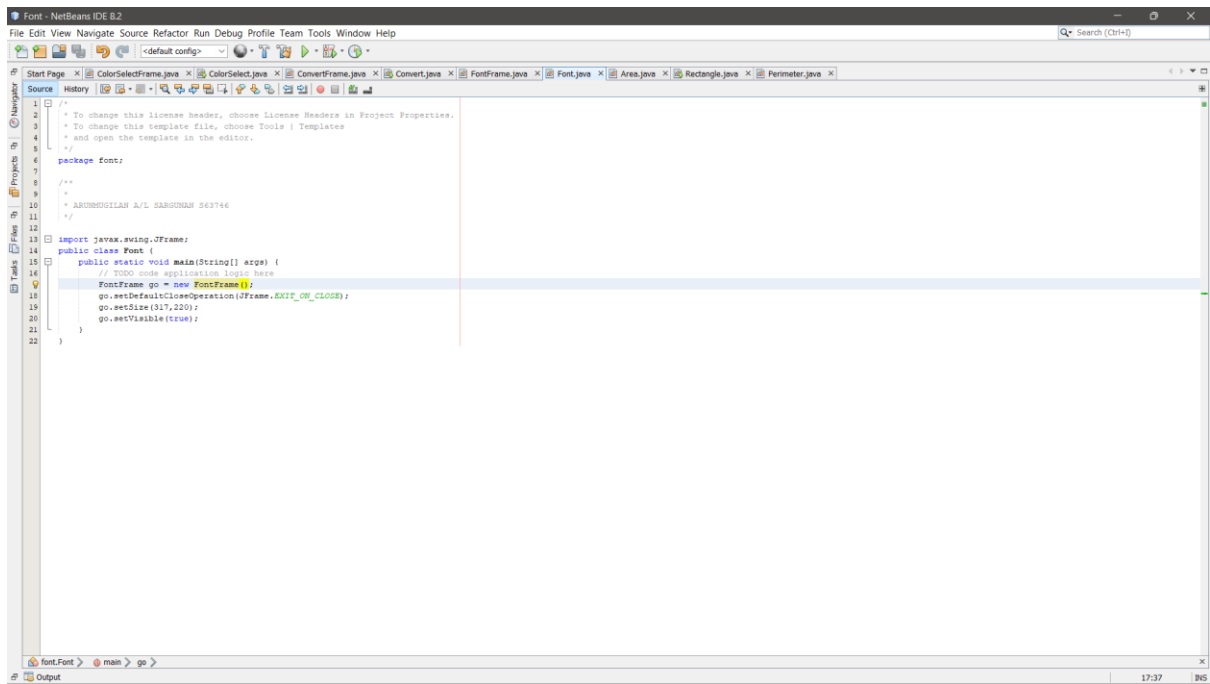 Font - NetBeans IDE 8.2
File Edit View Navigate Source Refactor Run Debug Profile Team Tools Window Help
Search (Ctrl+I)
<default config>
Start Page ColorSelectFrame.java ColorSelect.java ConvertFrame.java Convert.java FontFrame.java Font.java Area.java Rectangle.java Perimeter.java
Source History
Navigator
Projects
Files
Tasks
1 /*
2 * To change this license header, choose License Headers in Project Properties.
3 * To change this template file, choose Tools | Templates
4 * and open the template in the editor.
5 */
6 package font;
7
8 /**
9 *
10 * ARUNMUGILAN A/L SARGUNAN S63746
11 */
12
13 import javax.swing.JFrame;
14 public class Font {
15 public static void main(String[] args) {
16 // TODO code application logic here
FontFrame go = new FontFrame();
18 go.setDefaultCloseOperation(JFrame.EXIT_ON_CLOSE);
19 go.setSize(317,220);
20 go.setVisible(true);
21 }
22 }
font.Font main go
Output
17:37 INS